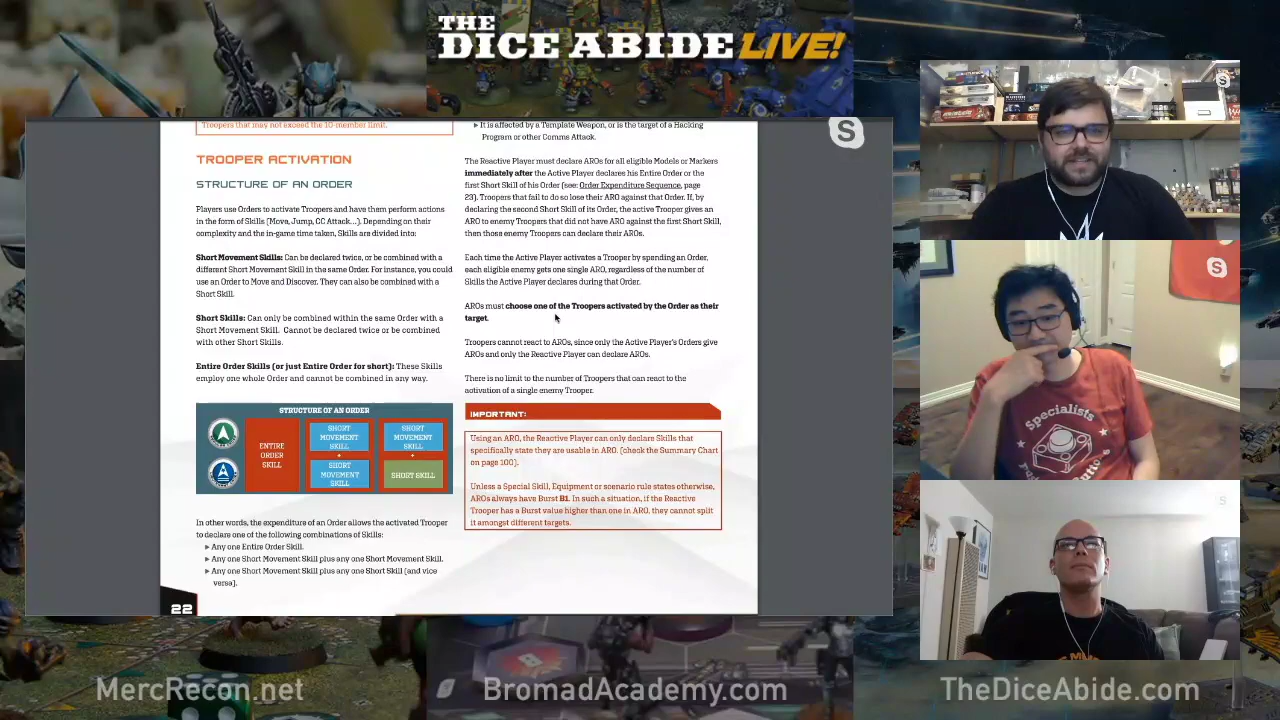 THE
DICE ABIDE LIVE!
Troopers that may not exceed the 10-member limit.
TROOPER ACTIVATION
STRUCTURE OF AN ORDER
Players use Orders to activate Troopers and have them perform actions
in the form of Skills (Move, Jump, CC Attack...). Depending on their
complexity and the in-game time taken, Skills are divided into:
Short Movement Skills: Can be declared twice, or be combined with a
different Short Movement Skill in the same Order. For instance, you could
use an Order to Move and Discover. They can also be combined with a
Short Skill.
Short Skills: Can only be combined within the same Order with a
Short Movement Skill. Cannot be declared twice or be combined
with other Short Skills.
Entire Order Skills (or just Entire Order for short): These Skills
employ one whole Order and cannot be combined in any way.
STRUCTURE OF AN ORDER
ENTIRE
ORDER
SKILL
SHORT
MOVEMENT
SKILL
+
SHORT
MOVEMENT
SKILL
SHORT
MOVEMENT
SKILL
+
SHORT SKILL
In other words, the expenditure of an Order allows the activated Trooper
to declare one of the following combinations of Skills:
► Any one Entire Order Skill.
► Any one Short Movement Skill plus any one Short Movement Skill.
► Any one Short Movement Skill plus any one Short Skill (and vice
versa).
22
► It is affected by a Template Weapon, or is the target of a Hacking
Program or other Comms Attack.
The Reactive Player must declare AROs for all eligible Models or Markers
immediately after the Active Player declares his Entire Order or the
first Short Skill of his Order (see: Order Expenditure Sequence, page
23). Troopers that fail to do so lose their ARO against that Order. If, by
declaring the second Short Skill of its Order, the active Trooper gives an
ARO to enemy Troopers that did not have ARO against the first Short Skill,
then those enemy Troopers can declare their AROs.
Each time the Active Player activates a Trooper by spending an Order,
each eligible enemy gets one single ARO, regardless of the number of
Skills the Active Player declares during that Order.
AROs must choose one of the Troopers activated by the Order as their
target.
Troopers cannot react to AROs, since only the Active Player's Orders give
AROs and only the Reactive Player can declare AROs.
There is no limit to the number of Troopers that can react to the
activation of a single enemy Trooper.
IMPORTANT:
Using an ARO, the Reactive Player can only declare Skills that
specifically state they are usable in ARO. (check the Summary Chart
on page 100).
Unless a Special Skill, Equipment or scenario rule states otherwise,
AROs always have Burst B1. In such a situation, if the Reactive
Trooper has a Burst value higher than one in ARO, they cannot split
it amongst different targets.
Specialists
MercRecon.net
BromadAcademy.com
TheDiceAbide.com